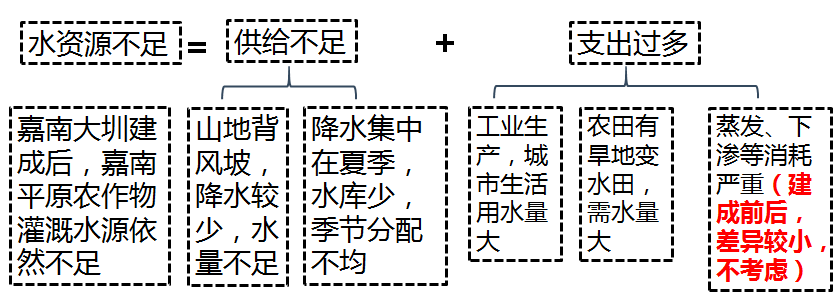 水资源不足 = 供给不足 + 支出过多
嘉南大圳建
成后，嘉南
平原农作物
灌溉水源依
然不足
山地背
风坡，
降水较
少，水
量不足
降水集中
在夏季，
水库少，
季节分配
不均
工业生
产，城
市生活
用水量
大
农田有
旱地变
水田，
需水量
大
蒸发、下
渗等消耗
严重（建
成前后，
差异较小，
不考虑）